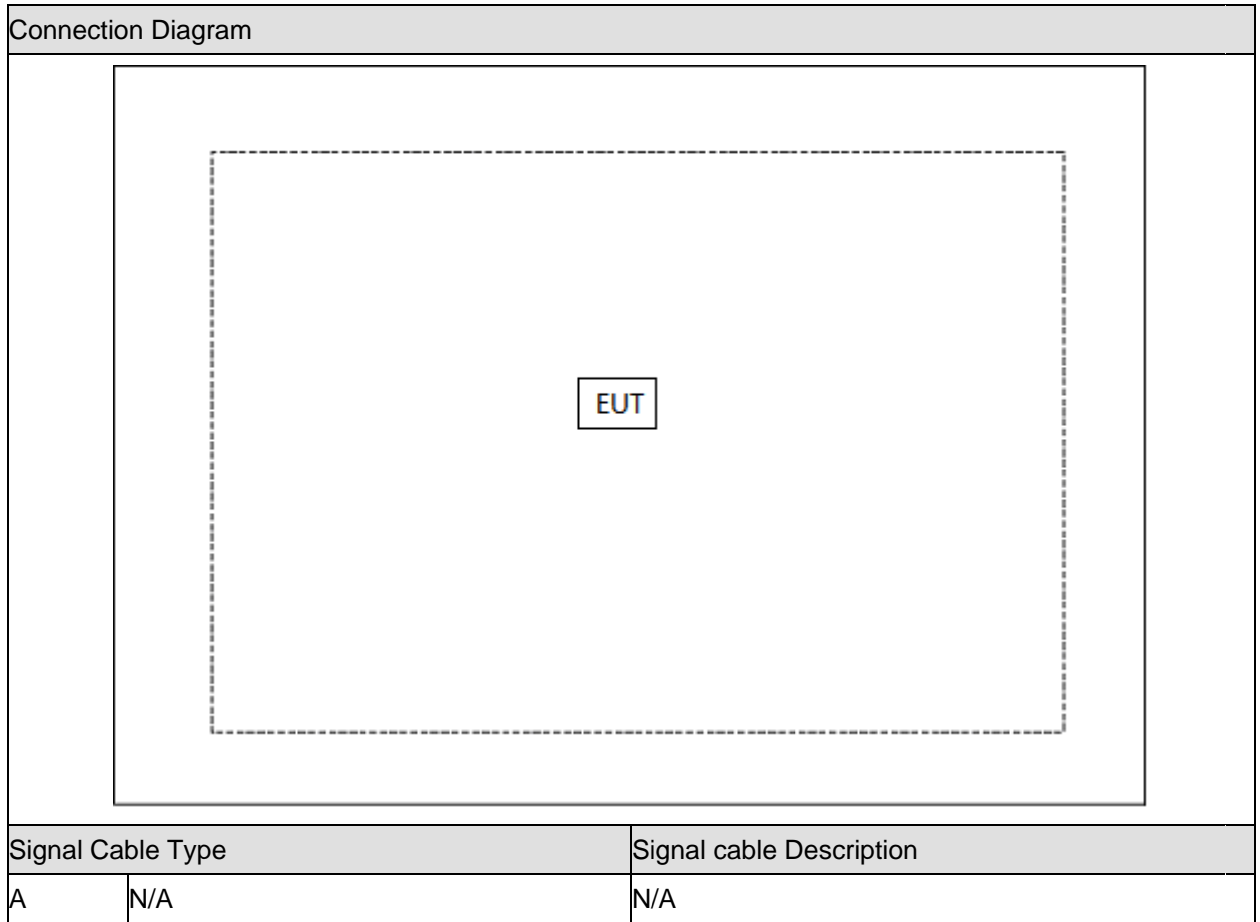 Connection Diagram
EUT
Signal Cable Type Signal cable Description
A N/A N/A